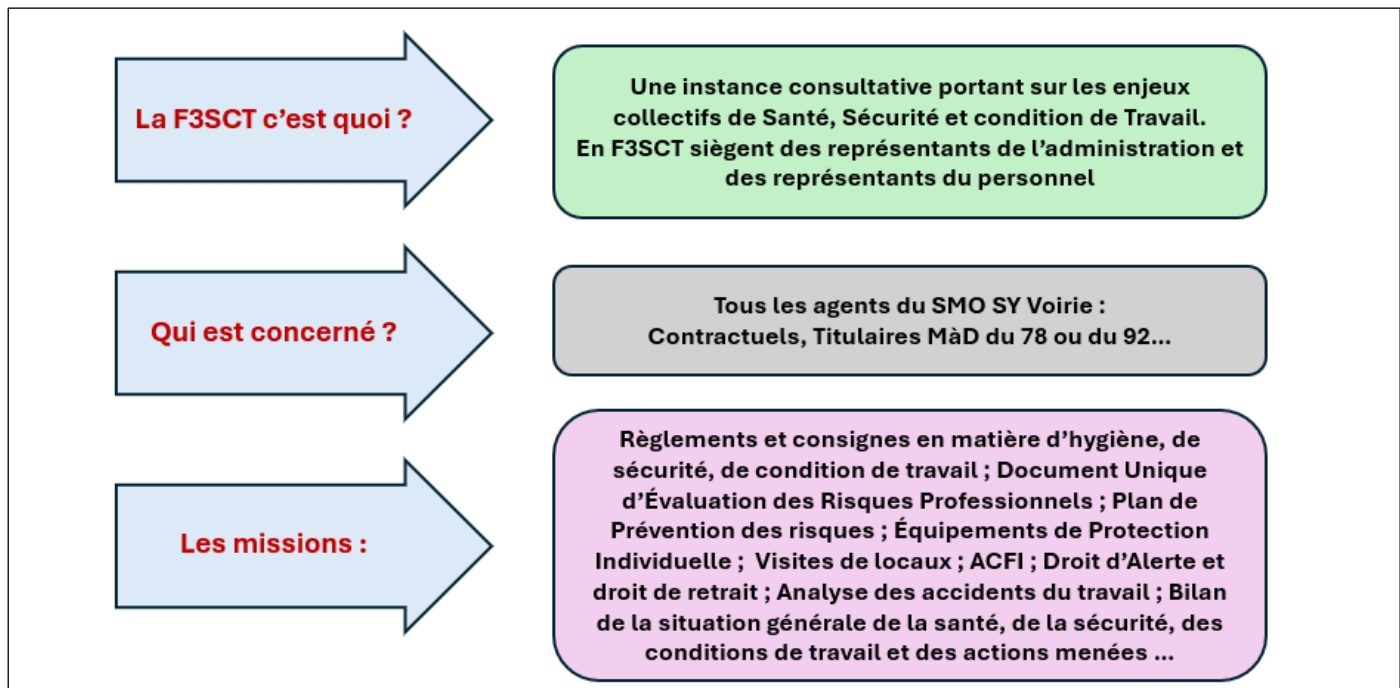 La F3SCT c'est quoi ?
Une instance consultative portant sur les enjeux
collectifs de Santé, Sécurité et condition de Travail.
En F3SCT siègent des représentants de l'administration et
des représentants du personnel
Qui est concerné ?
Tous les agents du SMO SY Voirie :
Contractuels, Titulaires MàD du 78 ou du 92...
Les missions :
Règlements et consignes en matière d'hygiène, de
sécurité, de condition de travail ; Document Unique
d'Évaluation des Risques Professionnels ; Plan de
Prévention des risques ; Équipements de Protection
Individuelle ; Visites de locaux ; ACFI ; Droit d'Alerte et
droit de retrait ; Analyse des accidents du travail ; Bilan
de la situation générale de la santé, de la sécurité, des
conditions de travail et des actions menées ...